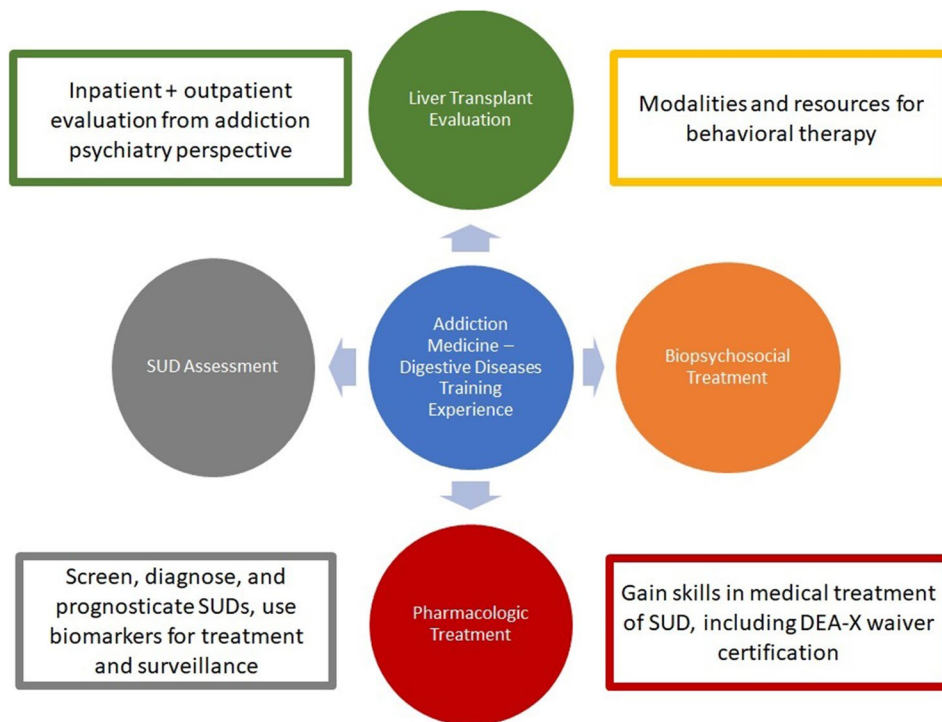 Inpatient + outpatient
evaluation from addiction
psychiatry perspective
Liver Transplant
Evaluation
Modalities and resources for
behavioral therapy
SUD Assessment
Addiction
Medicine –
Digestive Diseases
Training
Experience
Biopsychosocial
Treatment
Screen, diagnose, and
prognosticate SUDs, use
biomarkers for treatment
and surveillance
Pharmacologic
Treatment
Gain skills in medical treatment
of SUD, including DEA-X waiver
certification